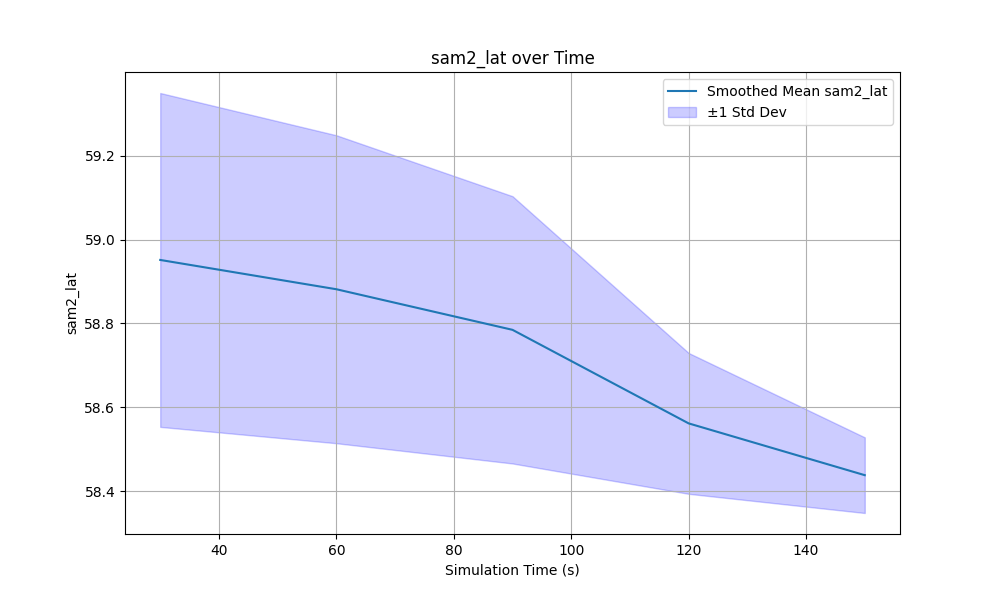 sam2_lat over Time
Smoothed Mean sam2_lat
±1 Std Dev
59.2
59.0
58.8
58.6
58.4
sam2_lat
40 60 80 100 120 140
Simulation Time (s)